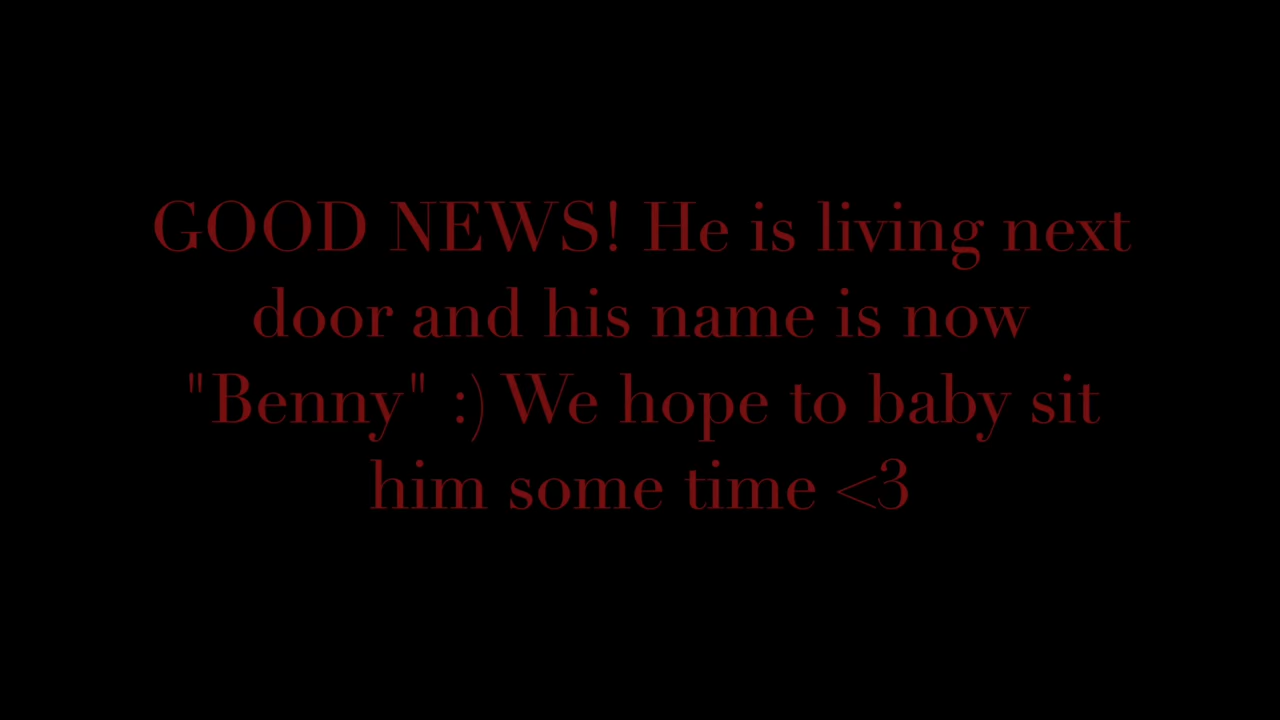 GOOD NEWS! He is living next
door and his name is now
"Benny" :) We hope to baby sit
him some time <3